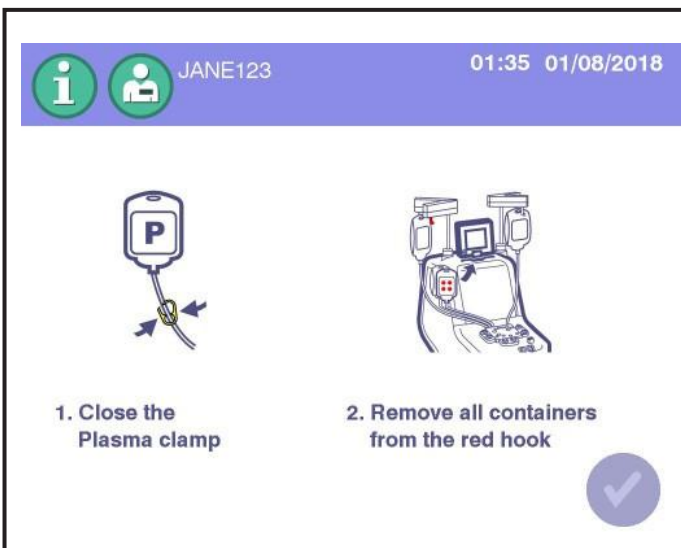 JANE123
01:35 01/08/2018
P
1. Close the
Plasma clamp
2. Remove all containers
from the red hook